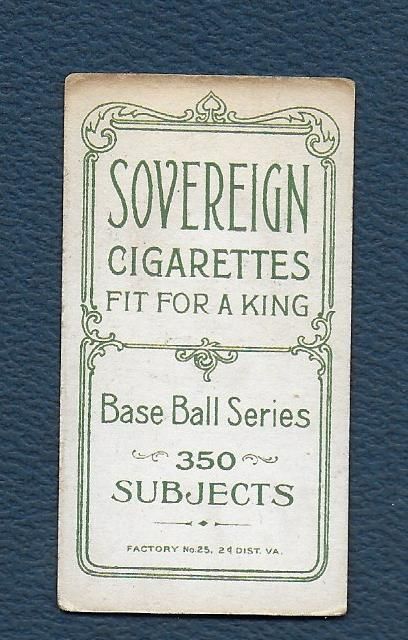 SOVEREIGN
CIGARETTES
FIT FOR A KING
Base Ball Series
350
SUBJECTS
FACTORY No. 25, 2d DIST. VA.